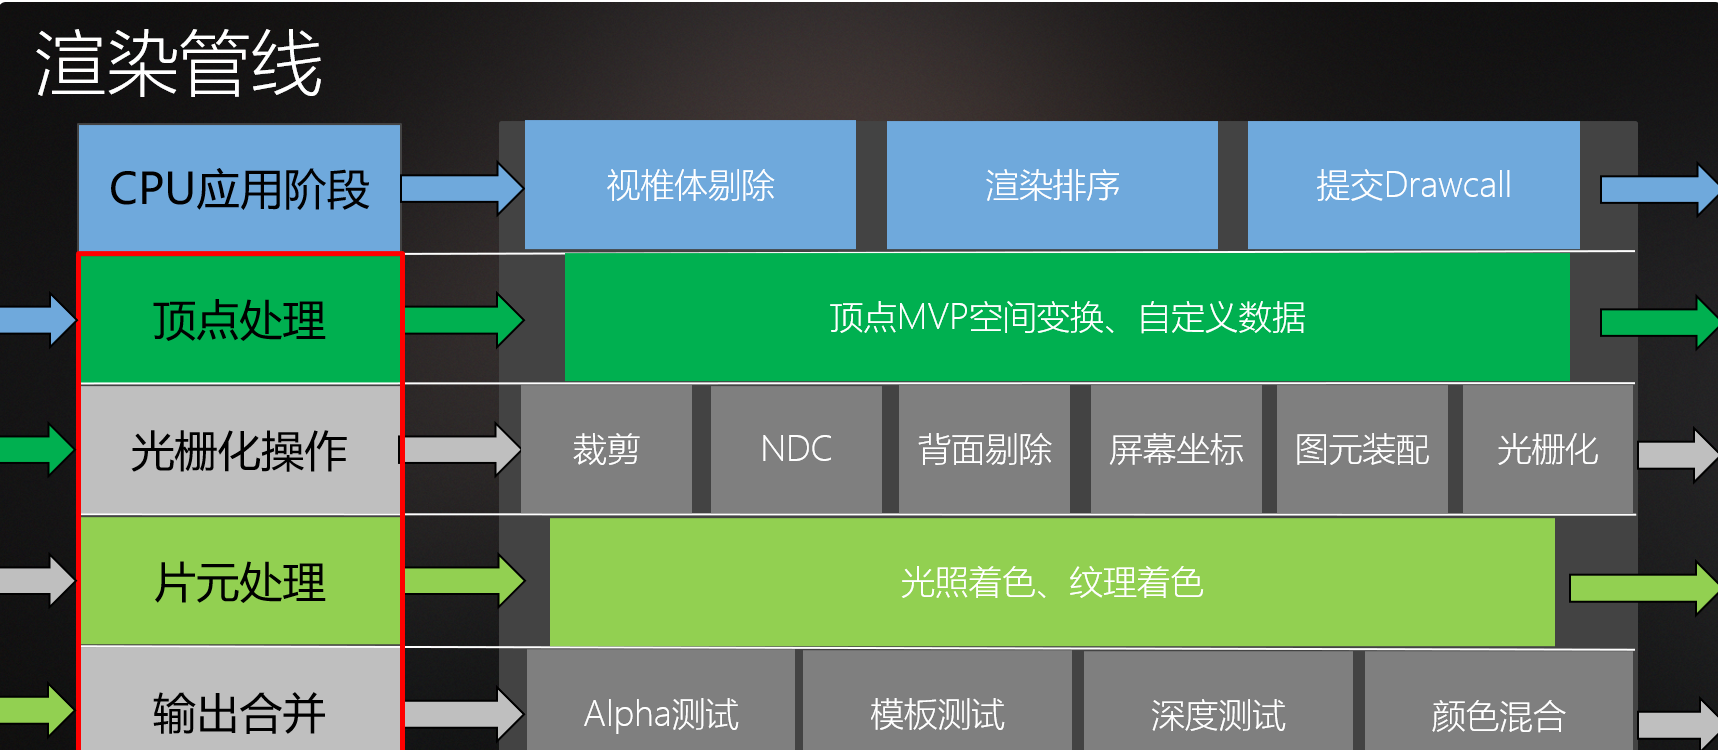 渲染管线
CPU应用阶段
视椎体剔除
渲染排序
提交Drawcall
顶点处理
顶点MVP空间变换、自定义数据
光栅化操作
裁剪
NDC
背面剔除
屏幕坐标
图元装配
光栅化
片元处理
光照着色、纹理着色
输出合并
Alpha测试
模板测试
深度测试
颜色混合